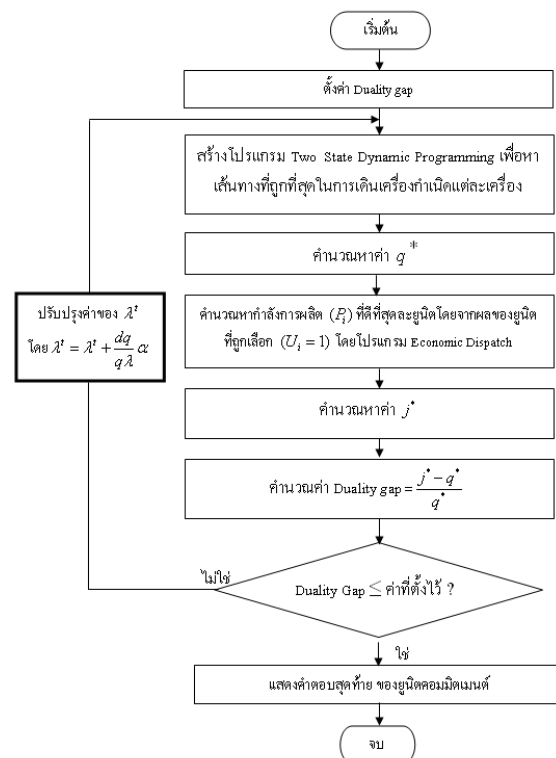 เริ่มต้น
ตั้งค่า Duality gap
สร้างโปรแกรม Two State Dynamic Programming เพื่อหา
เส้นทางที่ถูกที่สุดในการเดินเครื่องกำเนิดแต่ละเครื่อง
คำนวณหาค่า q*
คำนวณหากำลังการผลิต (P_i) ที่ดีที่สุดละยูนิตโดยจากผลของยูนิต
ที่ถูกเลือก (U_i = 1) โดยโปรแกรม Economic Dispatch
คำนวณหาค่า j*
คำนวณค่า Duality gap = (j* − q*) / q*
Duality Gap ≤ ค่าที่ตั้งไว้ ?
ไม่ใช่
ปรับปรุงค่าของ λ^t
โดย λ^t = λ^t + (dq / qλ) α
ใช่
แสดงคำตอบสุดท้าย ของยูนิตคอมมิตเมนต์
จบ